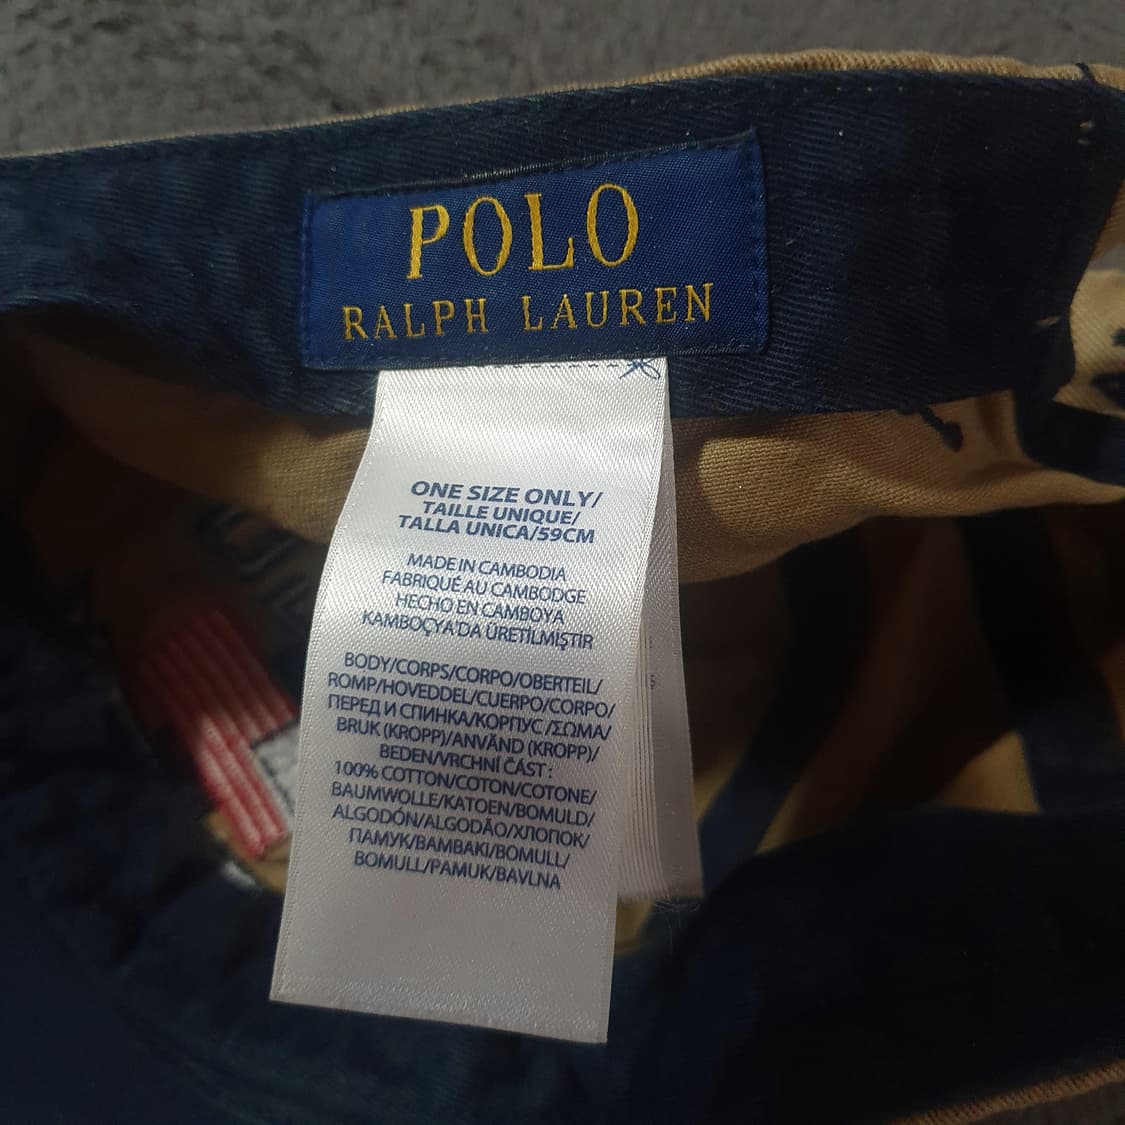 POLO
RALPH LAUREN
ONE SIZE ONLY/
TAILLE UNIQUE/
TALLA UNICA/59CM
MADE IN CAMBODIA
FABRIQUÉ AU CAMBODGE
HECHO EN CAMBOYA
KAMBOÇYA'DA ÜRETİLMİŞTİR
BODY/CORPS/CORPO/OBERTEIL/
ROMP/HOVEDDEL/CUERPO/CORPO/
ПЕРЕД И СПИНКА/КОРПУС/ΣΩΜΑ/
BRUK (KROPP)/ANVÄND (KROPP)/
BEDEN/VRCHNÍ ČÁST :
100% COTTON/COTON/COTONE/
BAUMWOLLE/KATOEN/BOMULD/
ALGODÓN/ALGODÃO/ХЛОПОК/
ПАМУК/ΒΑΜΒΑΚΙ/BOMULL/
BOMULL/PAMUK/BAVLNA